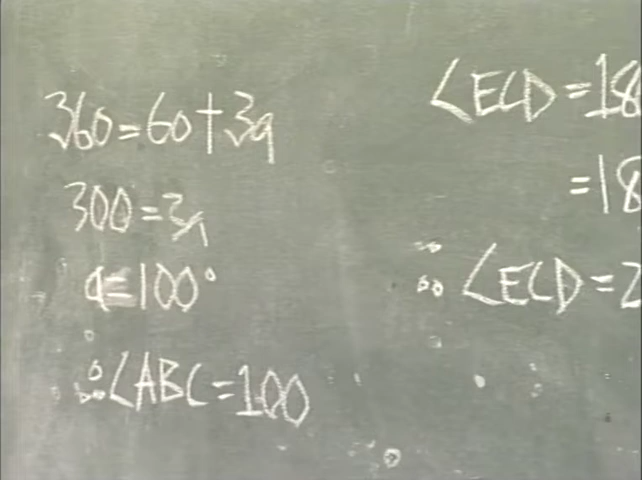 360=60+3a
300=3a
a=100°
∴∠ABC=100
∠ECD=18
=18
∴∠ECD=2